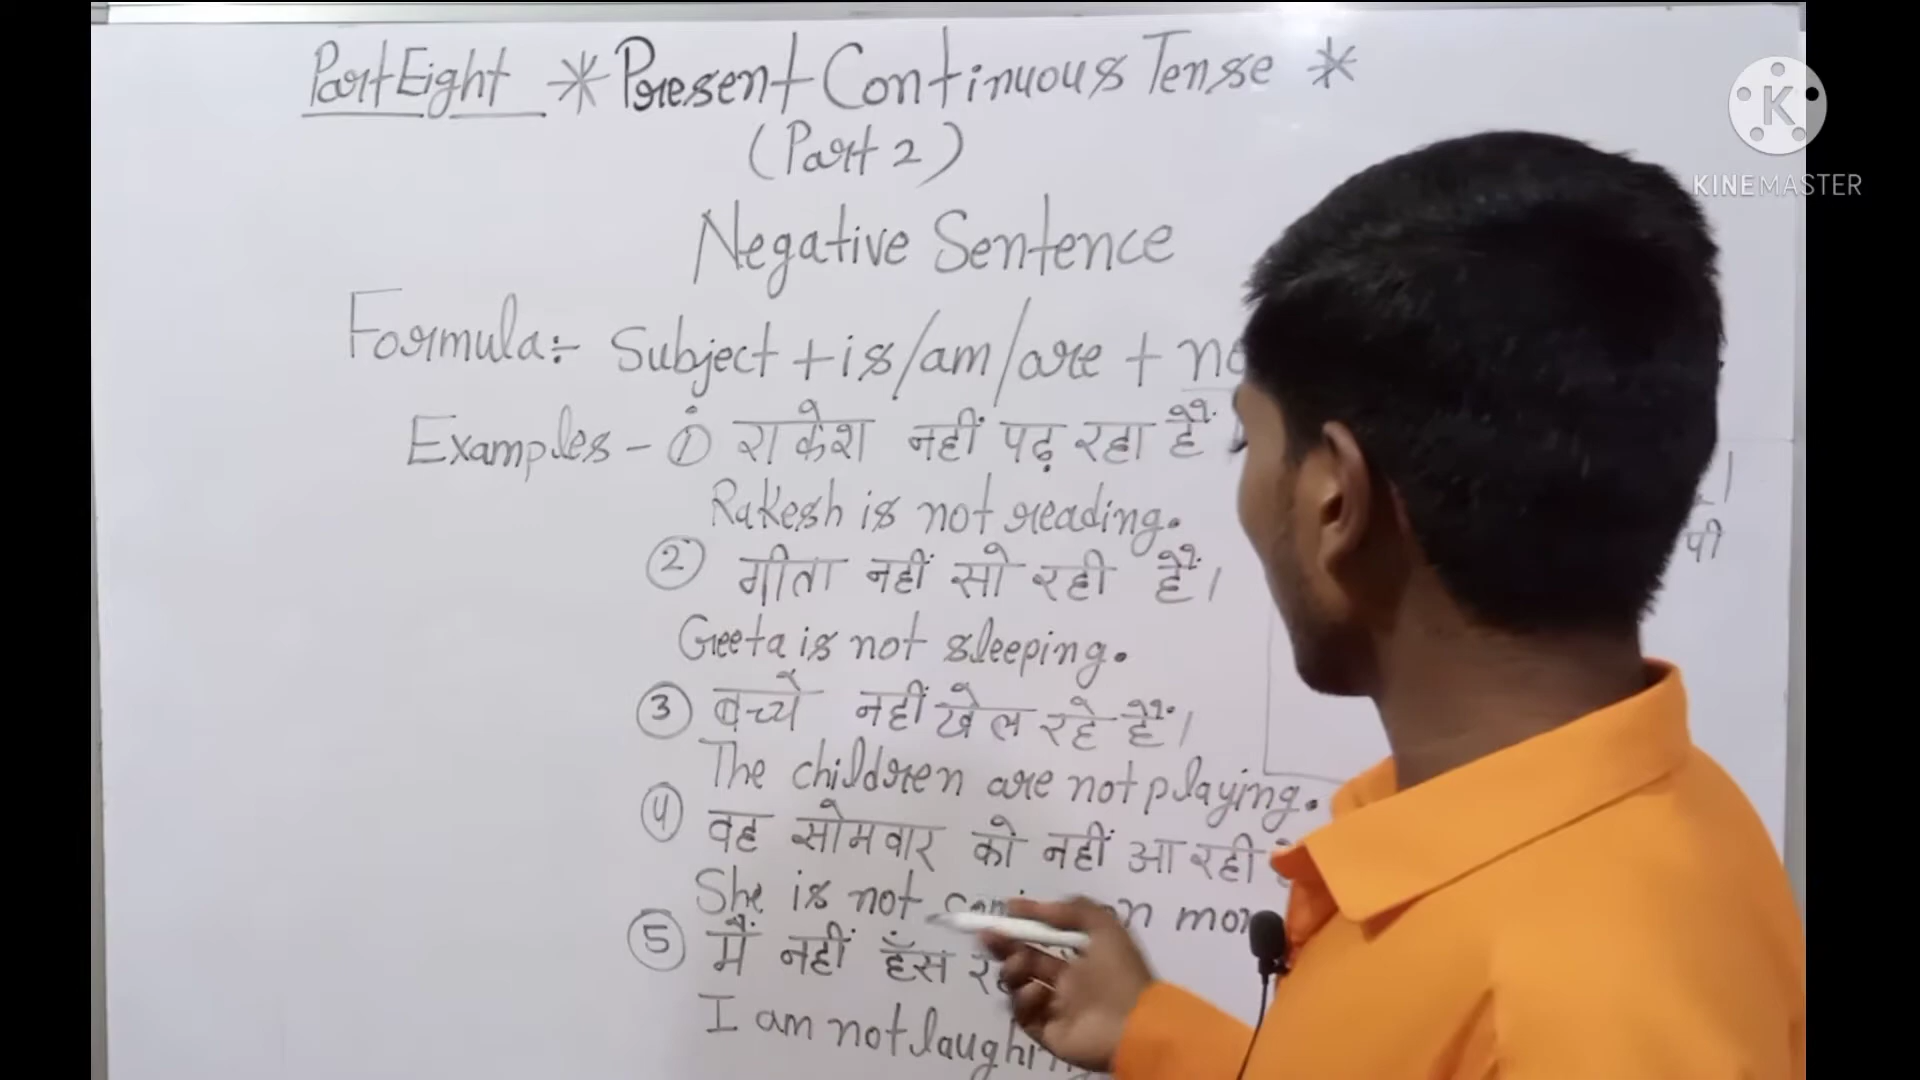 Part Eight * Present Continuous Tense *
(Part 2)
Negative Sentence
Formula:- Subject + is/am/are +
Examples - ① राकेश नहीं पढ़ रहा है
Rakesh is not reading.
② गीता नहीं सो रही है।
Geeta is not sleeping.
③ बच्चे नहीं खेल रहे हैं।
The children are not playing.
④ वह सोमवार को नहीं आ रही
She is not on
⑤ मैं नहीं हँस
I am not
पी
K
KINEMASTER